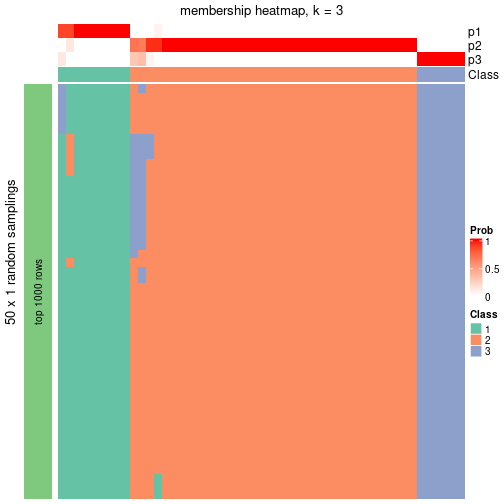 membership heatmap, k = 3
p1
p2
p3
Class
50 x 1 random samplings
top 1000 rows
Prob
1
0.5
0
Class
1
2
3